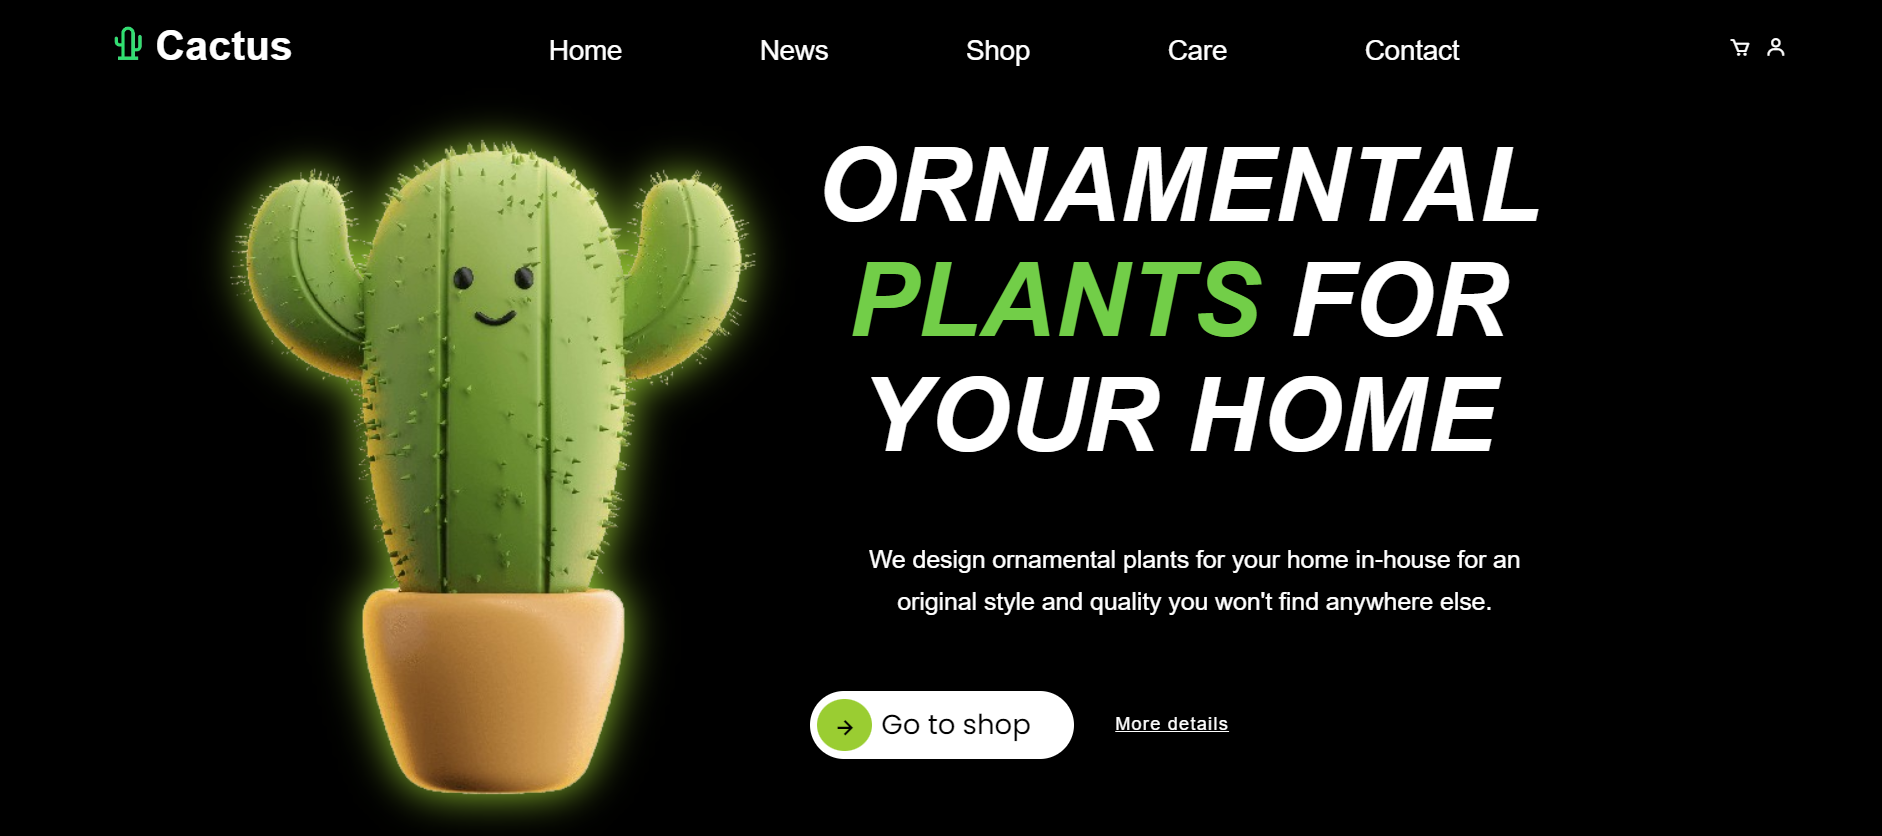 Cactus
Home
News
Shop
Care
Contact
ORNAMENTAL
PLANTS FOR
YOUR HOME
We design ornamental plants for your home in-house for an
original style and quality you won't find anywhere else.
Go to shop
More details